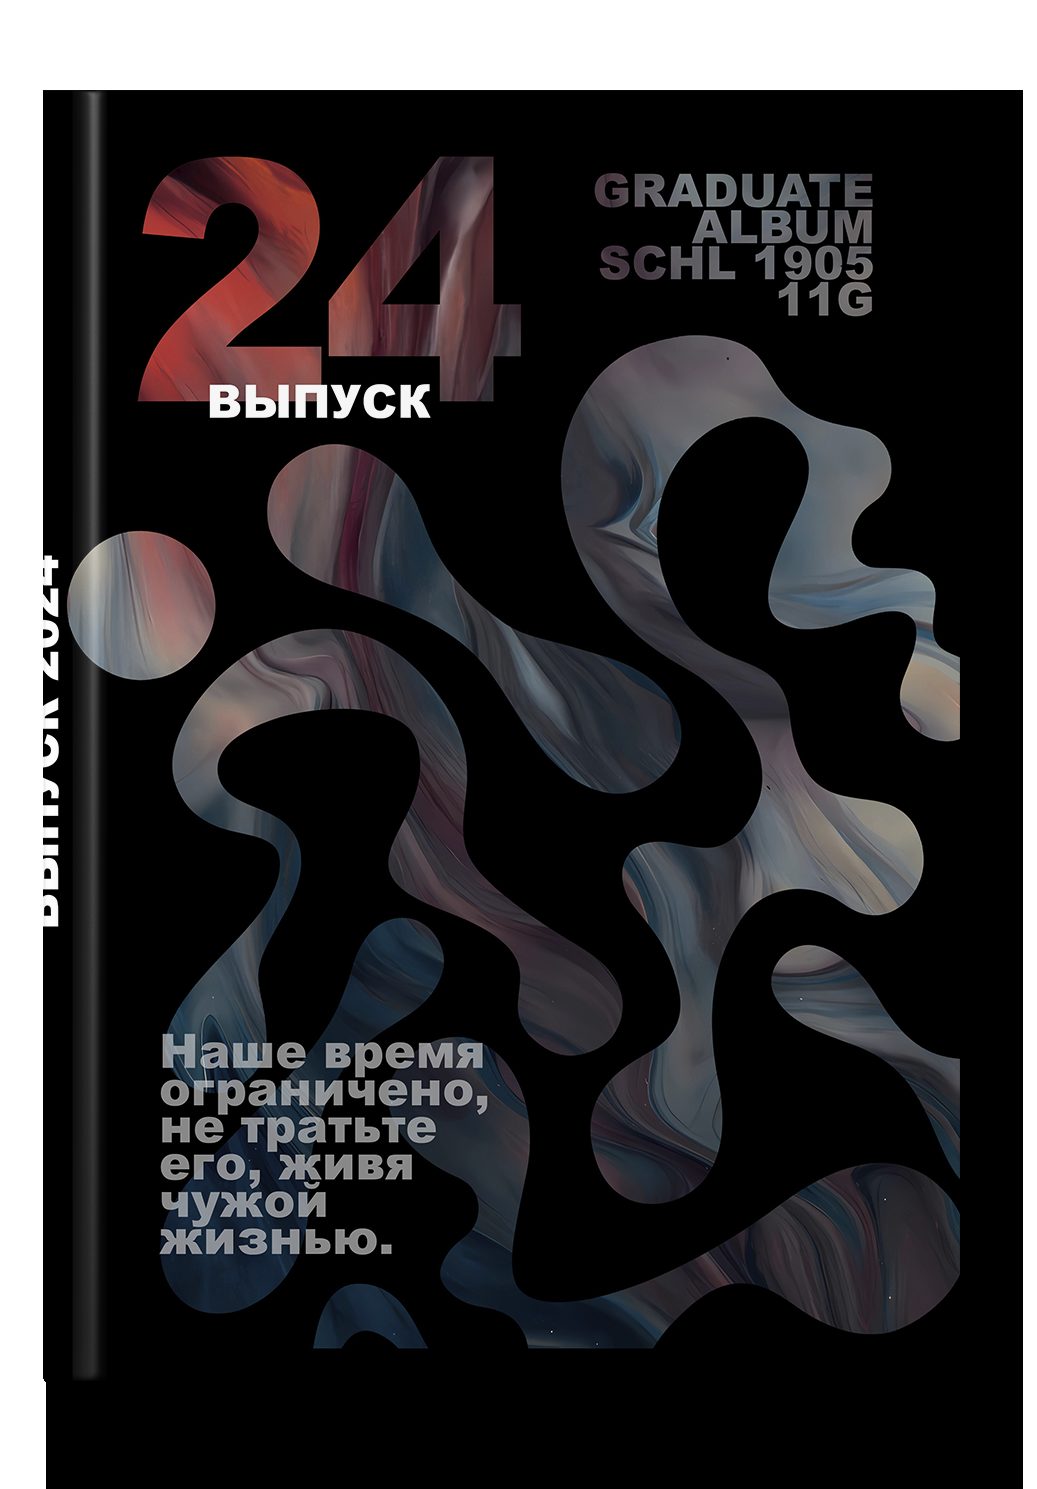 24
ВЫПУСК
GRADUATE
ALBUM
SCHL 1905
11G
ВЫПУСК 2024
Наше время
ограничено,
не тратьте
его, живя
чужой
жизнью.